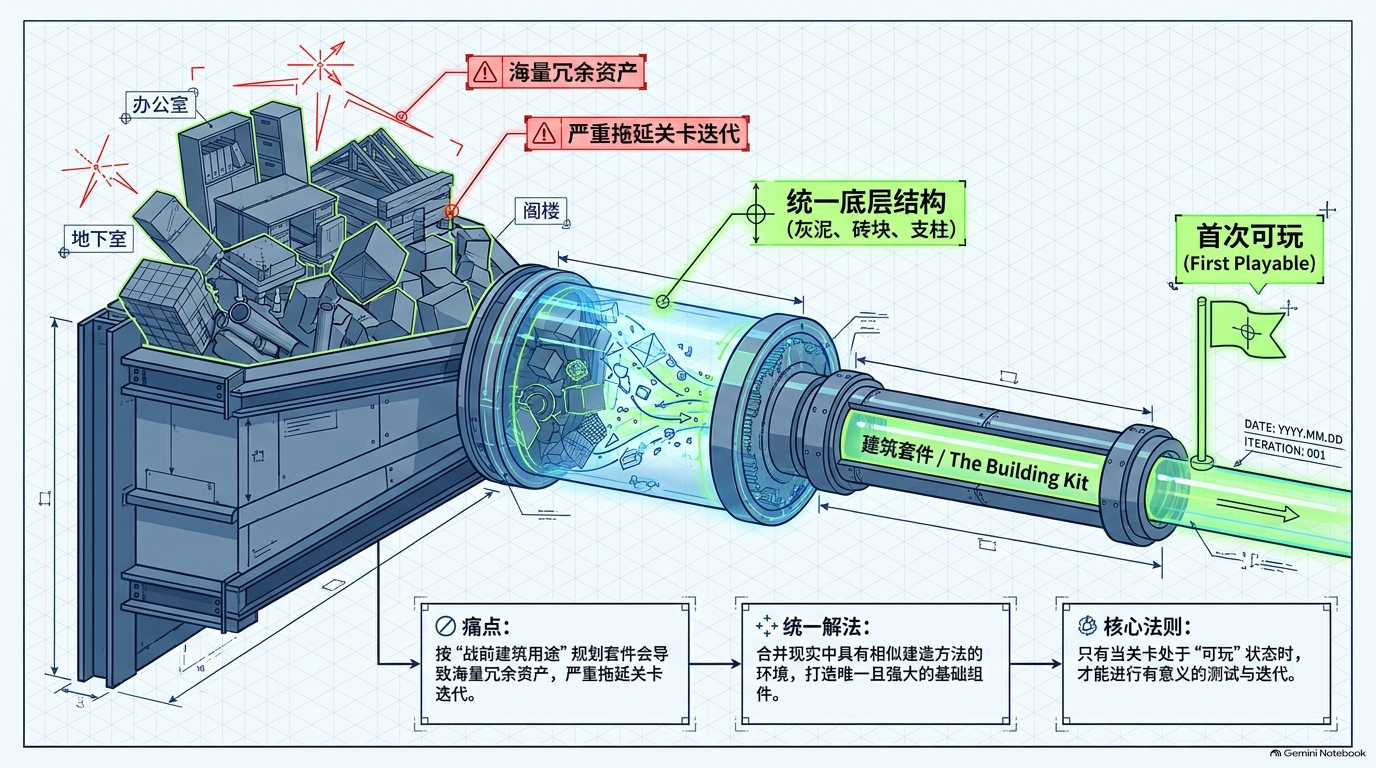 海量冗余资产
办公室
严重拖延关卡迭代
统一底层结构
(灰泥、砖块、支柱)
阁楼
地下室
首次可玩
(First Playable)
DATE: YYYY.MM.DD
ITERATION: 001
建筑套件 / The Building Kit
痛点：
按 “战前建筑用途” 规划套件会导
致海量冗余资产，严重拖延关卡
迭代。
统一解法：
合并现实中具有相似建造方法的
环境，打造唯一且强大的基础组
件。
核心法则：
只有当关卡处于 “可玩” 状态时，
才能进行有意义的测试与迭代。
Gemini Notebook